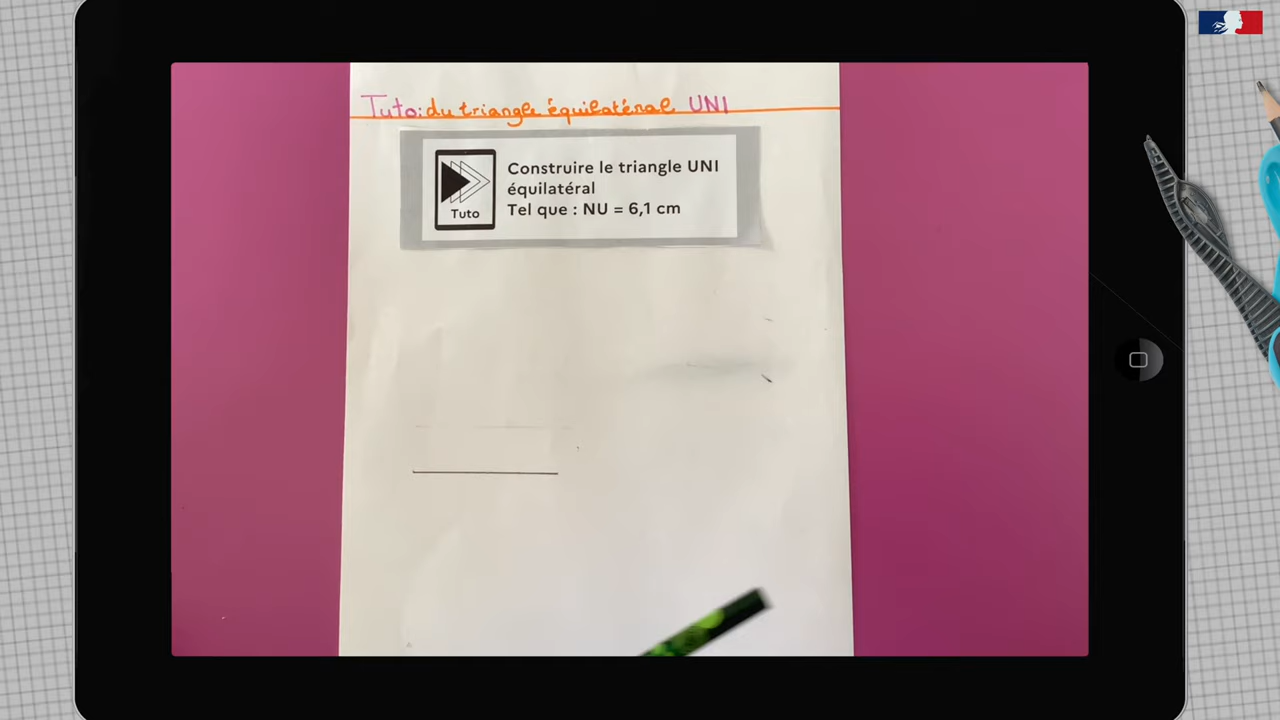 Tuto: du triangle équilatéral UNI
Construire le triangle UNI
équilatéral
Tel que : NU = 6,1 cm
Tuto